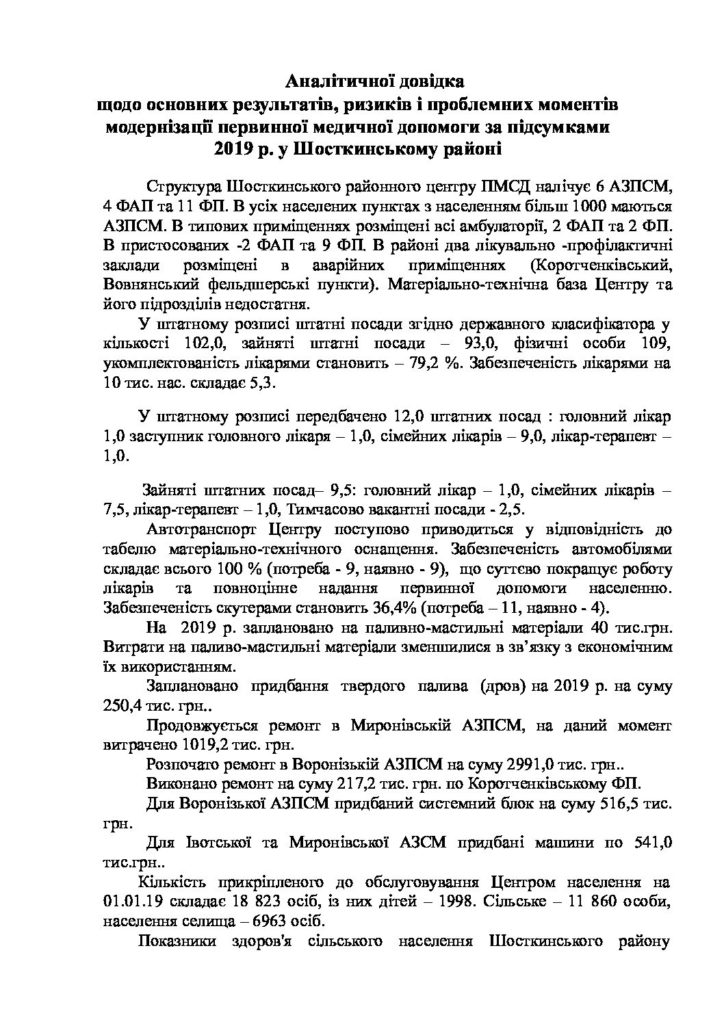 Аналітичної довідка
щодо основних результатів, ризиків і проблемних моментів
модернізації первинної медичної допомоги за підсумками
2019 р. у Шосткинському районі
Структура Шосткинського районного центру ПМСД налічує 6 АЗПСМ,
4 ФАП та 11 ФП. В усіх населених пунктах з населенням більш 1000 маються
АЗПСМ. В типових приміщеннях розміщені всі амбулаторії, 2 ФАП та 2 ФП.
В пристосованих -2 ФАП та 9 ФП. В районі два лікувально -профілактичні
заклади розміщені в аварійних приміщеннях (Коротченківський,
Вовнянський фельдшерські пункти). Матеріально-технічна база Центру та
його підрозділів недостатня.
У штатному розписі штатні посади згідно державного класифікатора у
кількості 102,0, зайняті штатні посади – 93,0, фізичні особи 109,
укомплектованість лікарями становить – 79,2 %. Забезпеченість лікарями на
10 тис. нас. складає 5,3.
У штатному розписі передбачено 12,0 штатних посад : головний лікар
1,0 заступник головного лікаря – 1,0, сімейних лікарів – 9,0, лікар-терапевт –
1,0.
Зайняті штатних посад– 9,5: головний лікар – 1,0, сімейних лікарів –
7,5, лікар-терапевт – 1,0, Тимчасово вакантні посади - 2,5.
Автотранспорт Центру поступово приводиться у відповідність до
табелю матеріально-технічного оснащення. Забезпеченість автомобілями
складає всього 100 % (потреба - 9, наявно - 9), що суттєво покращує роботу
лікарів та повноцінне надання первинної допомоги населенню.
Забезпеченість скутерами становить 36,4% (потреба – 11, наявно - 4).
На 2019 р. заплановано на паливно-мастильні матеріали 40 тис.грн.
Витрати на паливо-мастильні матеріали зменшилися в зв’язку з економічним
їх використанням.
Заплановано придбання твердого палива (дров) на 2019 р. на суму
250,4 тис. грн..
Продовжується ремонт в Миронівській АЗПСМ, на даний момент
витрачено 1019,2 тис. грн.
Розпочато ремонт в Воронізькій АЗПСМ на суму 2991,0 тис. грн..
Виконано ремонт на суму 217,2 тис. грн. по Коротченківському ФП.
Для Воронізької АЗПСМ придбаний системний блок на суму 516,5 тис.
грн.
Для Івотської та Миронівської АЗСМ придбані машини по 541,0
тис.грн..
Кількість прикріпленого до обслуговування Центром населення на
01.01.19 складає 18 823 осіб, із них дітей – 1998. Сільське – 11 860 особи,
населення селища – 6963 осіб.
Показники здоров'я сільського населення Шосткинського району